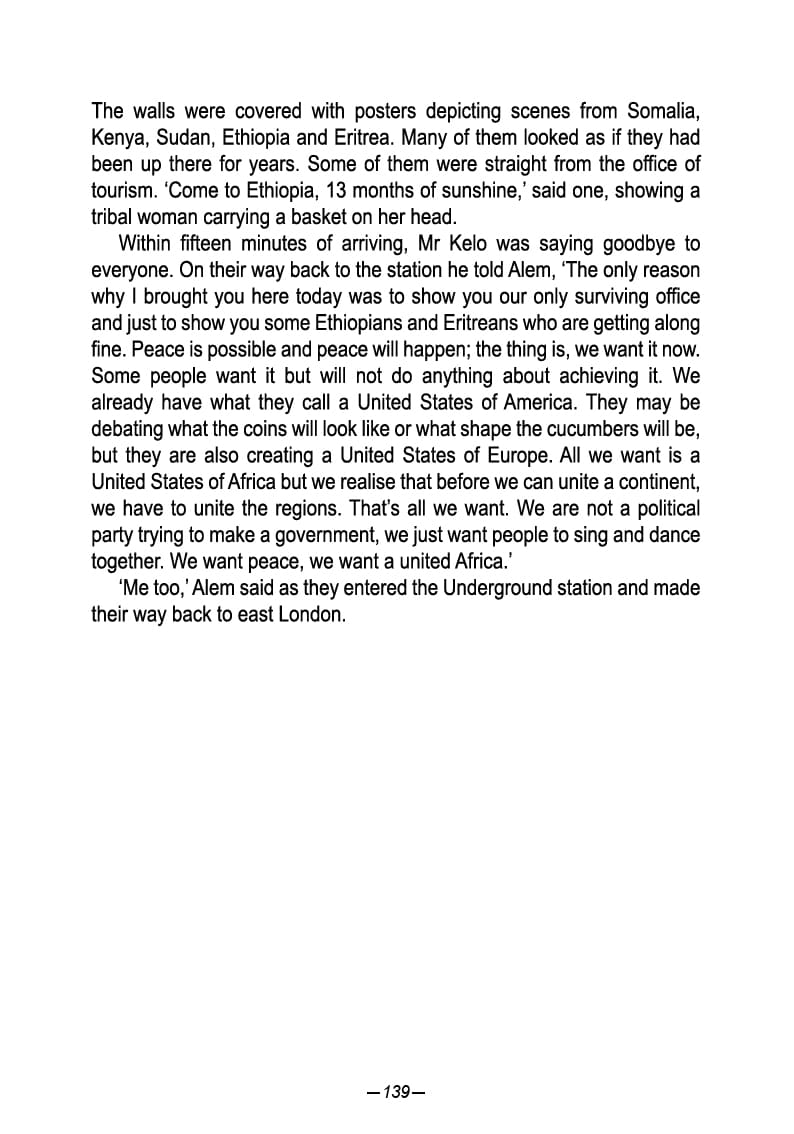 The walls were covered with posters depicting scenes from Somalia,
Kenya, Sudan, Ethiopia and Eritrea. Many of them looked as if they had
been up there for years. Some of them were straight from the office of
tourism. ‘Come to Ethiopia, 13 months of sunshine,’ said one, showing a
tribal woman carrying a basket on her head.
Within fifteen minutes of arriving, Mr Kelo was saying goodbye to
everyone. On their way back to the station he told Alem, ‘The only reason
why I brought you here today was to show you our only surviving office
and just to show you some Ethiopians and Eritreans who are getting along
fine. Peace is possible and peace will happen; the thing is, we want it now.
Some people want it but will not do anything about achieving it. We
already have what they call a United States of America. They may be
debating what the coins will look like or what shape the cucumbers will be,
but they are also creating a United States of Europe. All we want is a
United States of Africa but we realise that before we can unite a continent,
we have to unite the regions. That’s all we want. We are not a political
party trying to make a government, we just want people to sing and dance
together. We want peace, we want a united Africa.’
‘Me too,’ Alem said as they entered the Underground station and made
their way back to east London.
—139—